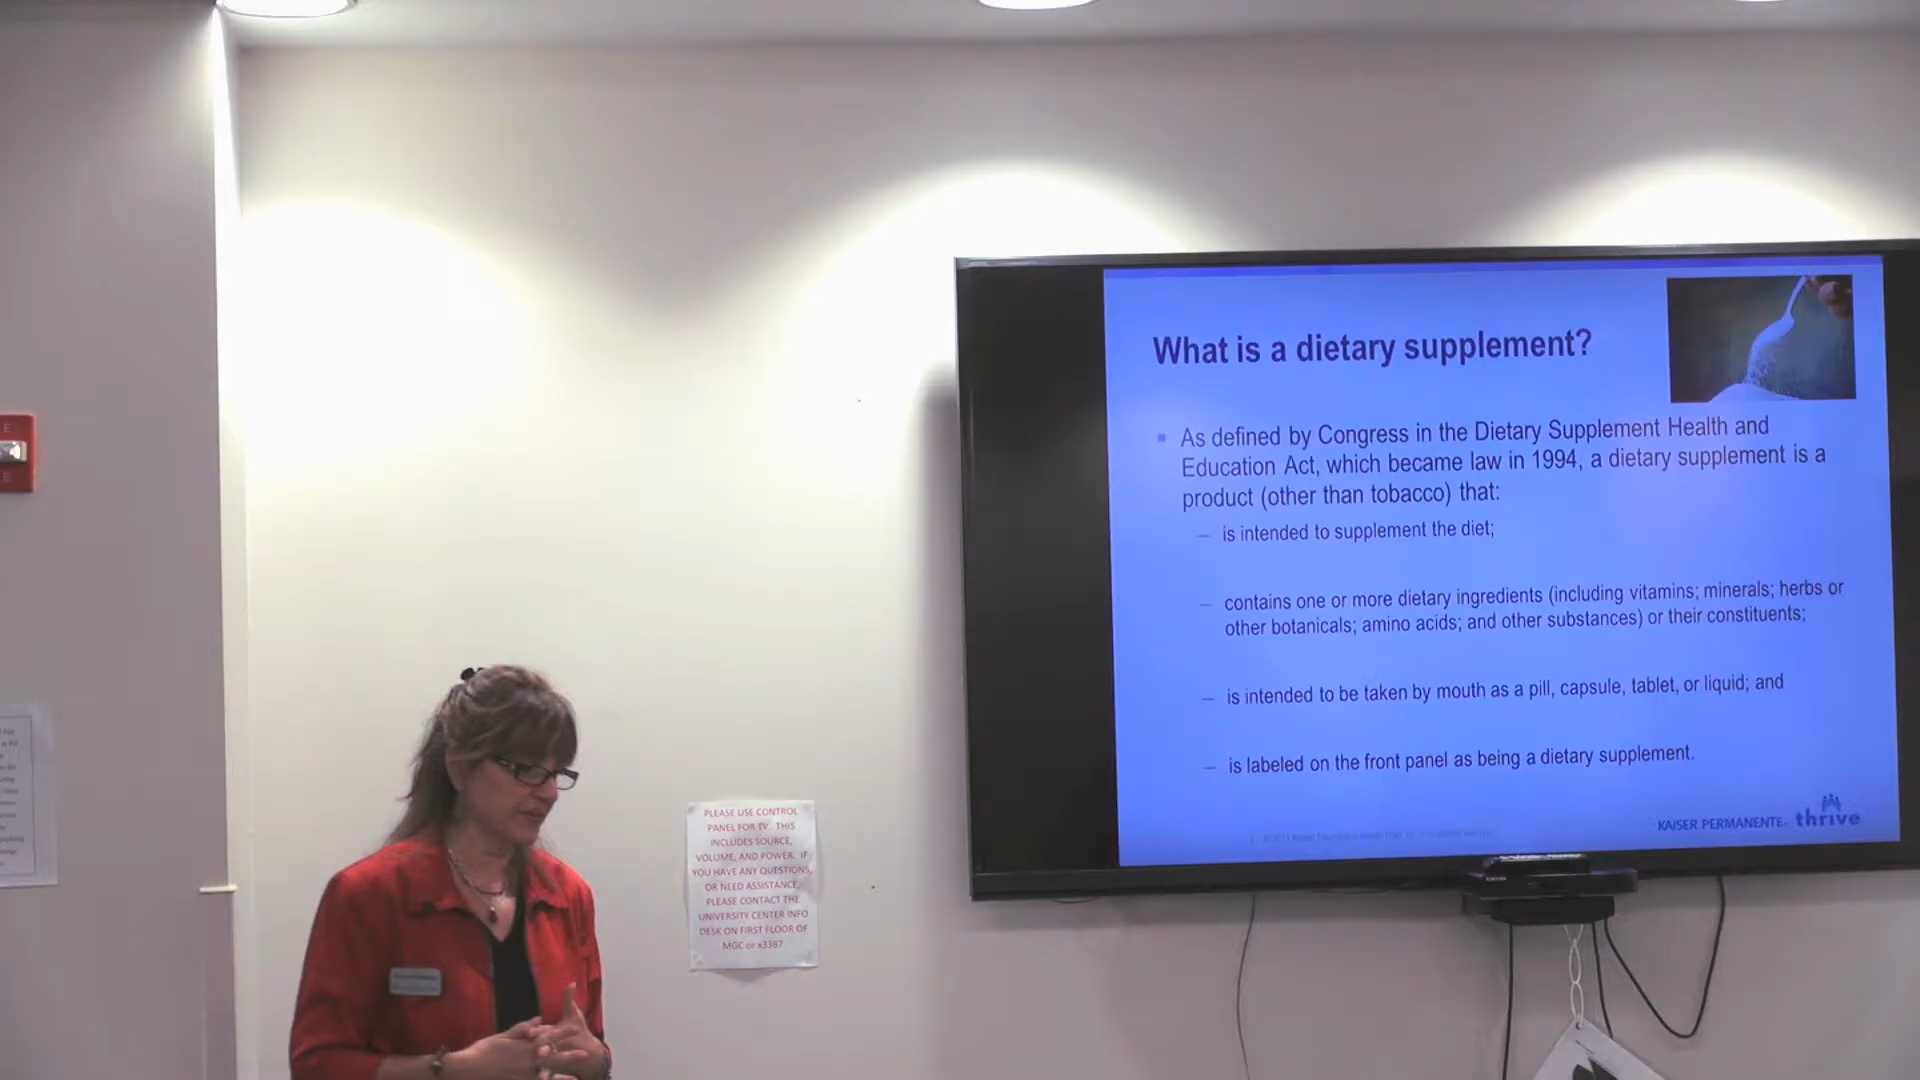 What is a dietary supplement?
As defined by Congress in the Dietary Supplement Health and
Education Act, which became law in 1994, a dietary supplement is a
product (other than tobacco) that:
– is intended to supplement the diet;
– contains one or more dietary ingredients (including vitamins; minerals; herbs or
other botanicals; amino acids; and other substances) or their constituents;
– is intended to be taken by mouth as a pill, capsule, tablet, or liquid; and
– is labeled on the front panel as being a dietary supplement.
KAISER PERMANENTE. thrive
PLEASE USE CONTROL
PANEL FOR TV. THIS
INCLUDES SOURCE,
VOLUME, AND POWER. IF
YOU HAVE ANY QUESTIONS,
OR NEED ASSISTANCE,
PLEASE CONTACT THE
UNIVERSITY CENTER INFO
DESK ON FIRST FLOOR OF
MGC or x3387